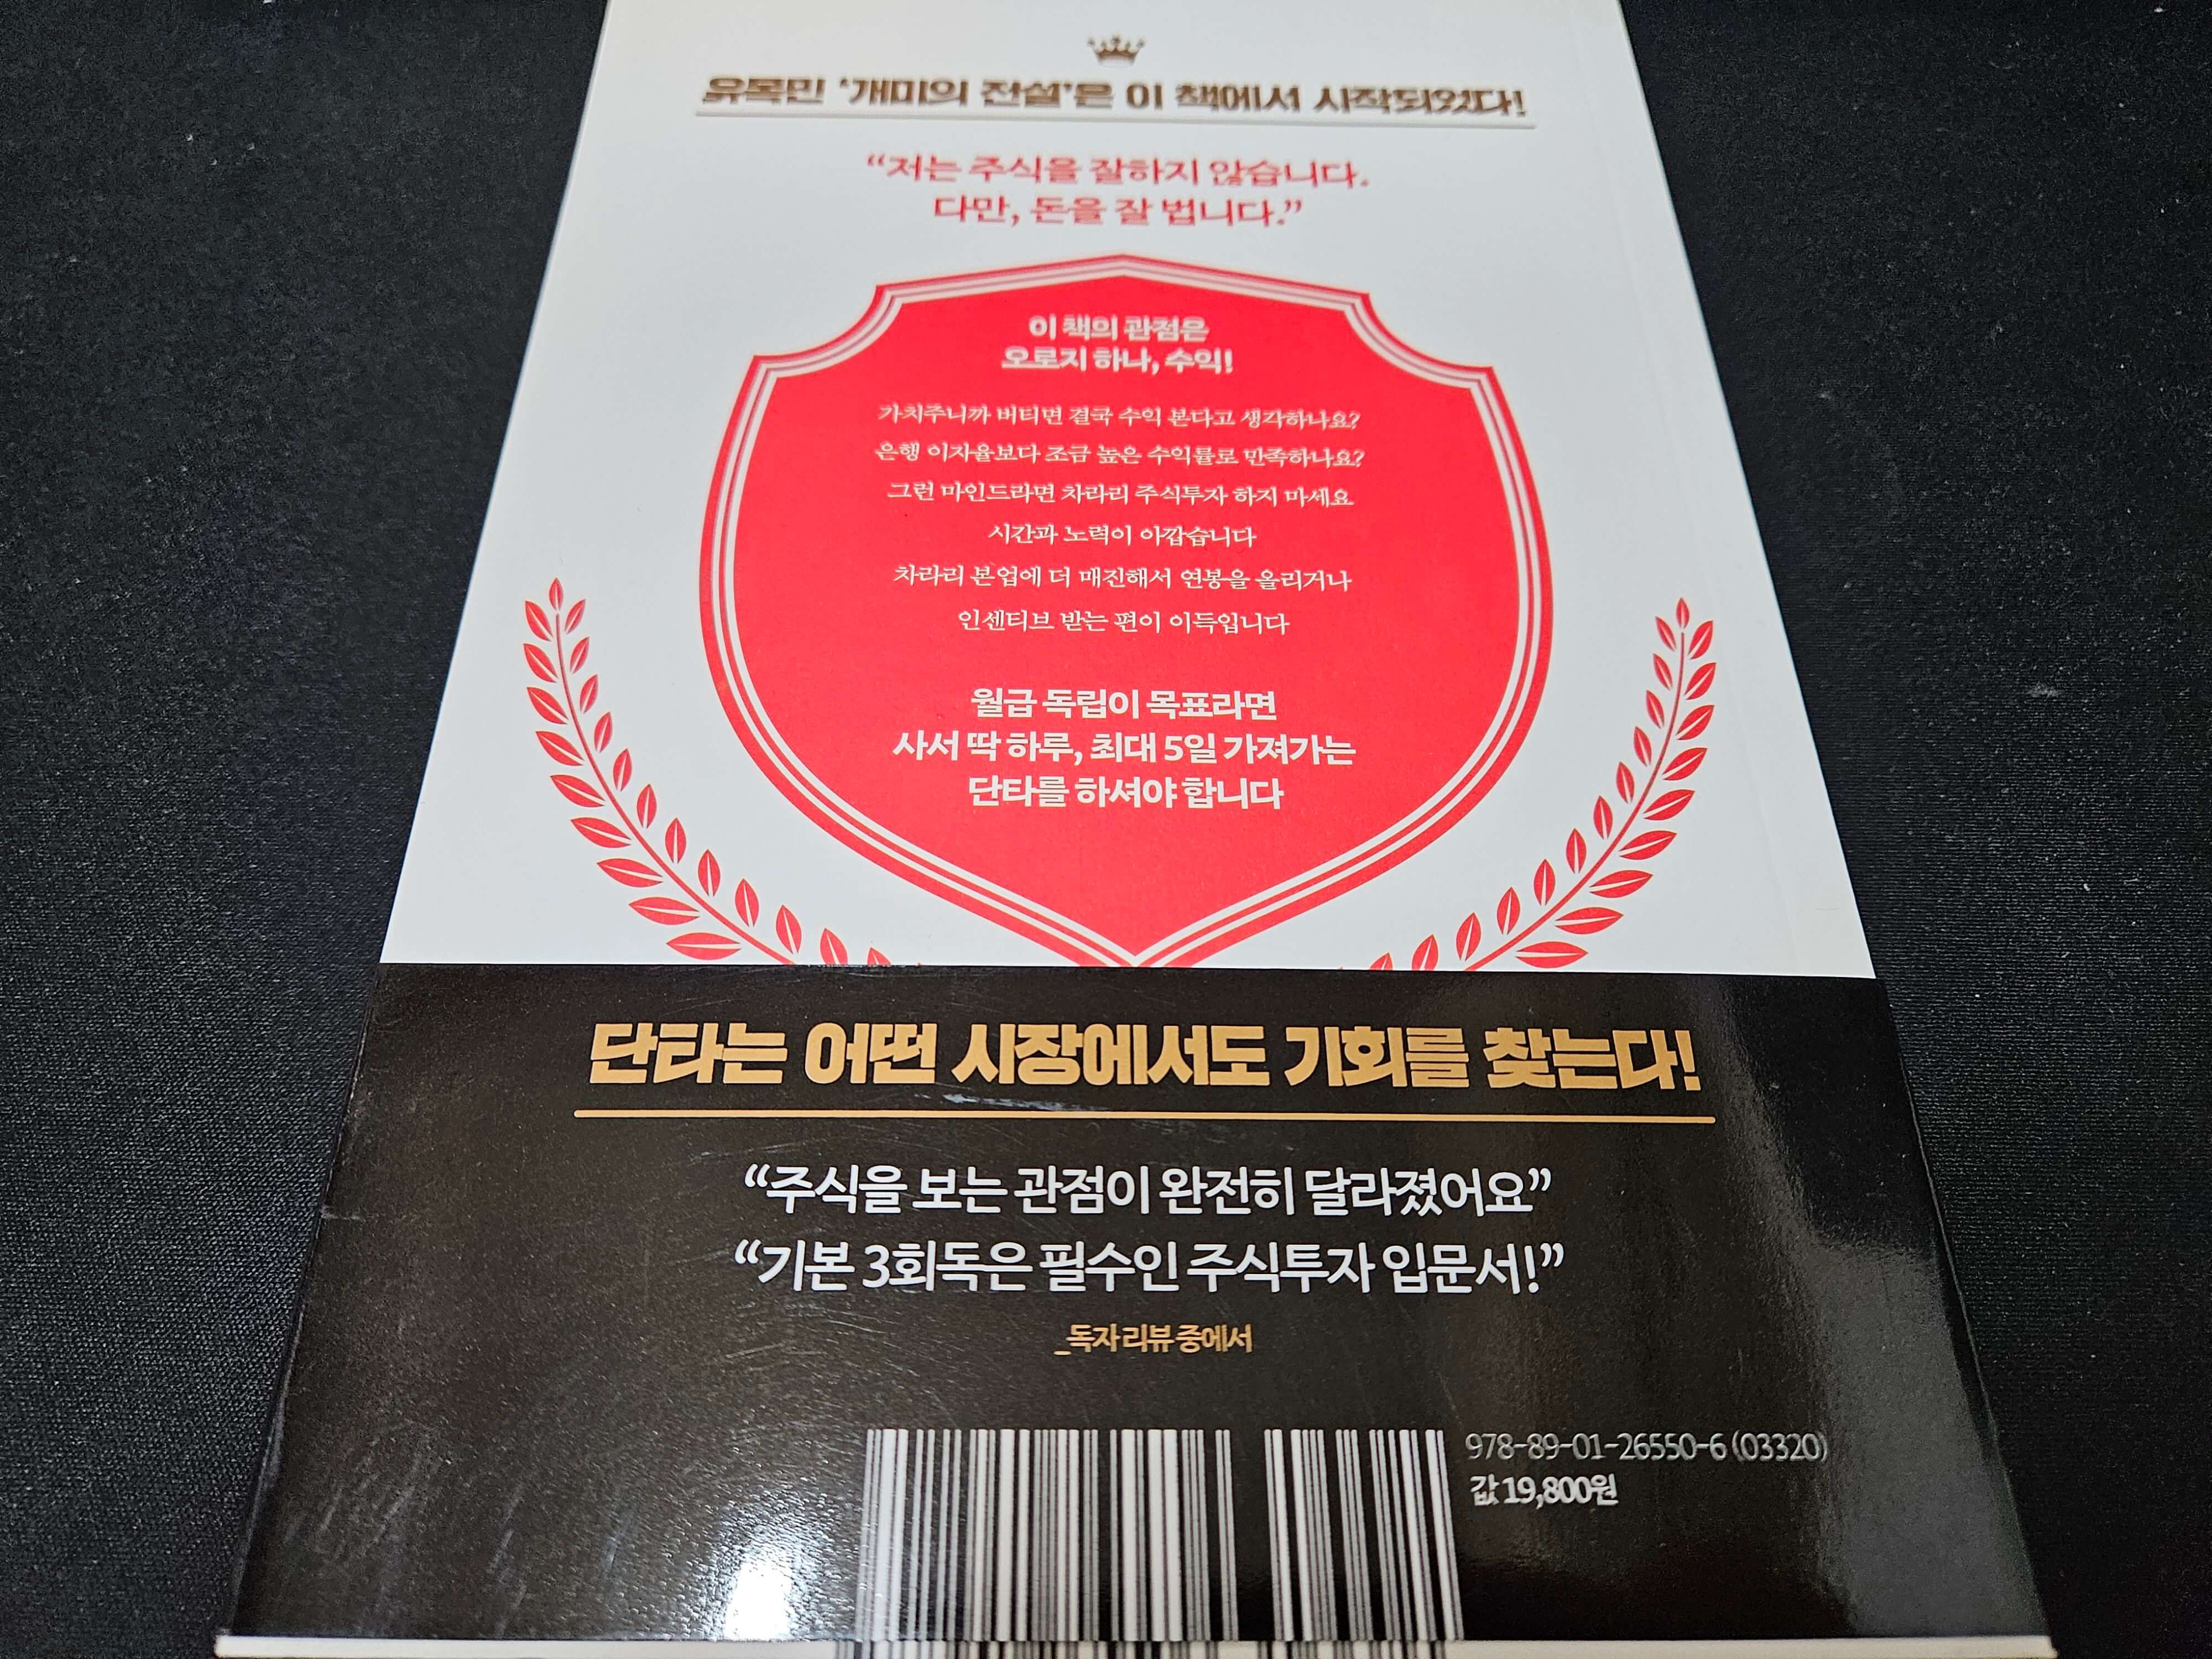 유목민 ‘개미의 전설’은 이 책에서 시작되었다!
“저는 주식을 잘하지 않습니다.
다만, 돈을 잘 법니다.”
이 책의 관점은
오로지 하나, 수익!
가치주니까 버티면 결국 수익 본다고 생각하나요?
은행 이자율보다 조금 높은 수익률로 만족하나요?
그런 마인드라면 차라리 주식투자 하지 마세요
시간과 노력이 아깝습니다
차라리 본업에 더 매진해서 연봉을 올리거나
인센티브 받는 편이 이득입니다
월급 독립이 목표라면
사서 딱 하루, 최대 5일 가져가는
단타를 하셔야 합니다
단타는 어떤 시장에서도 기회를 찾는다!
“주식을 보는 관점이 완전히 달라졌어요”
“기본 3회독은 필수인 주식투자 입문서!”
_독자 리뷰 중에서
978-89-01-26550-6 (03320)
값 19,800원